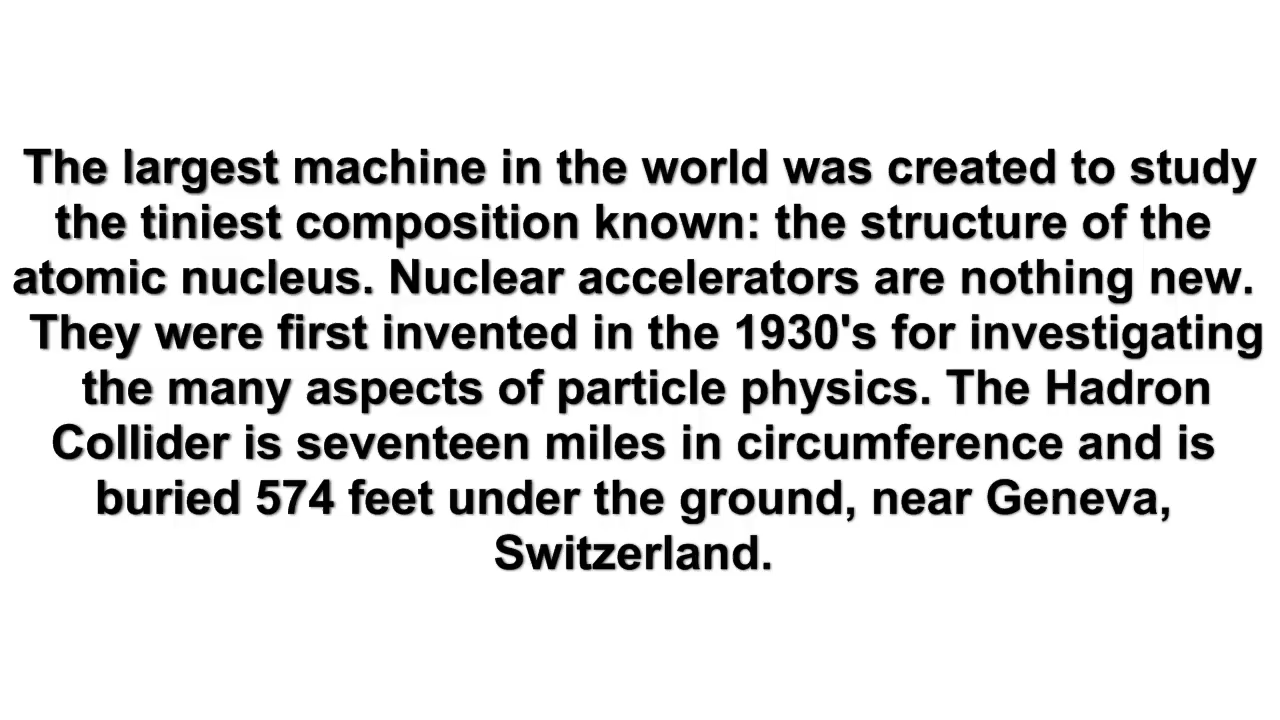 The largest machine in the world was created to study
the tiniest composition known: the structure of the
atomic nucleus. Nuclear accelerators are nothing new.
They were first invented in the 1930's for investigating
the many aspects of particle physics. The Hadron
Collider is seventeen miles in circumference and is
buried 574 feet under the ground, near Geneva,
Switzerland.